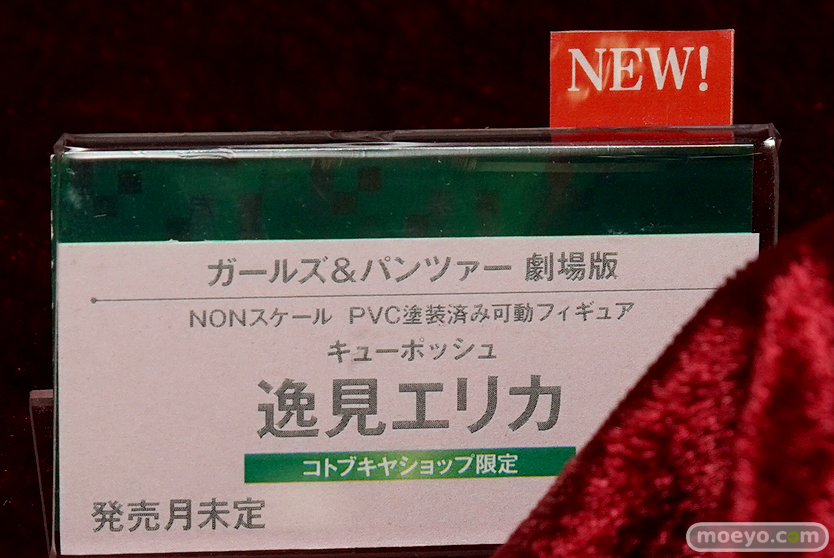 NEW!
ガールズ&パンツァー 劇場版
NONスケール PVC塗装済み可動フィギュア
キューポッシュ
逸見エリカ
コトブキヤショップ限定
発売月未定
moeyo.com